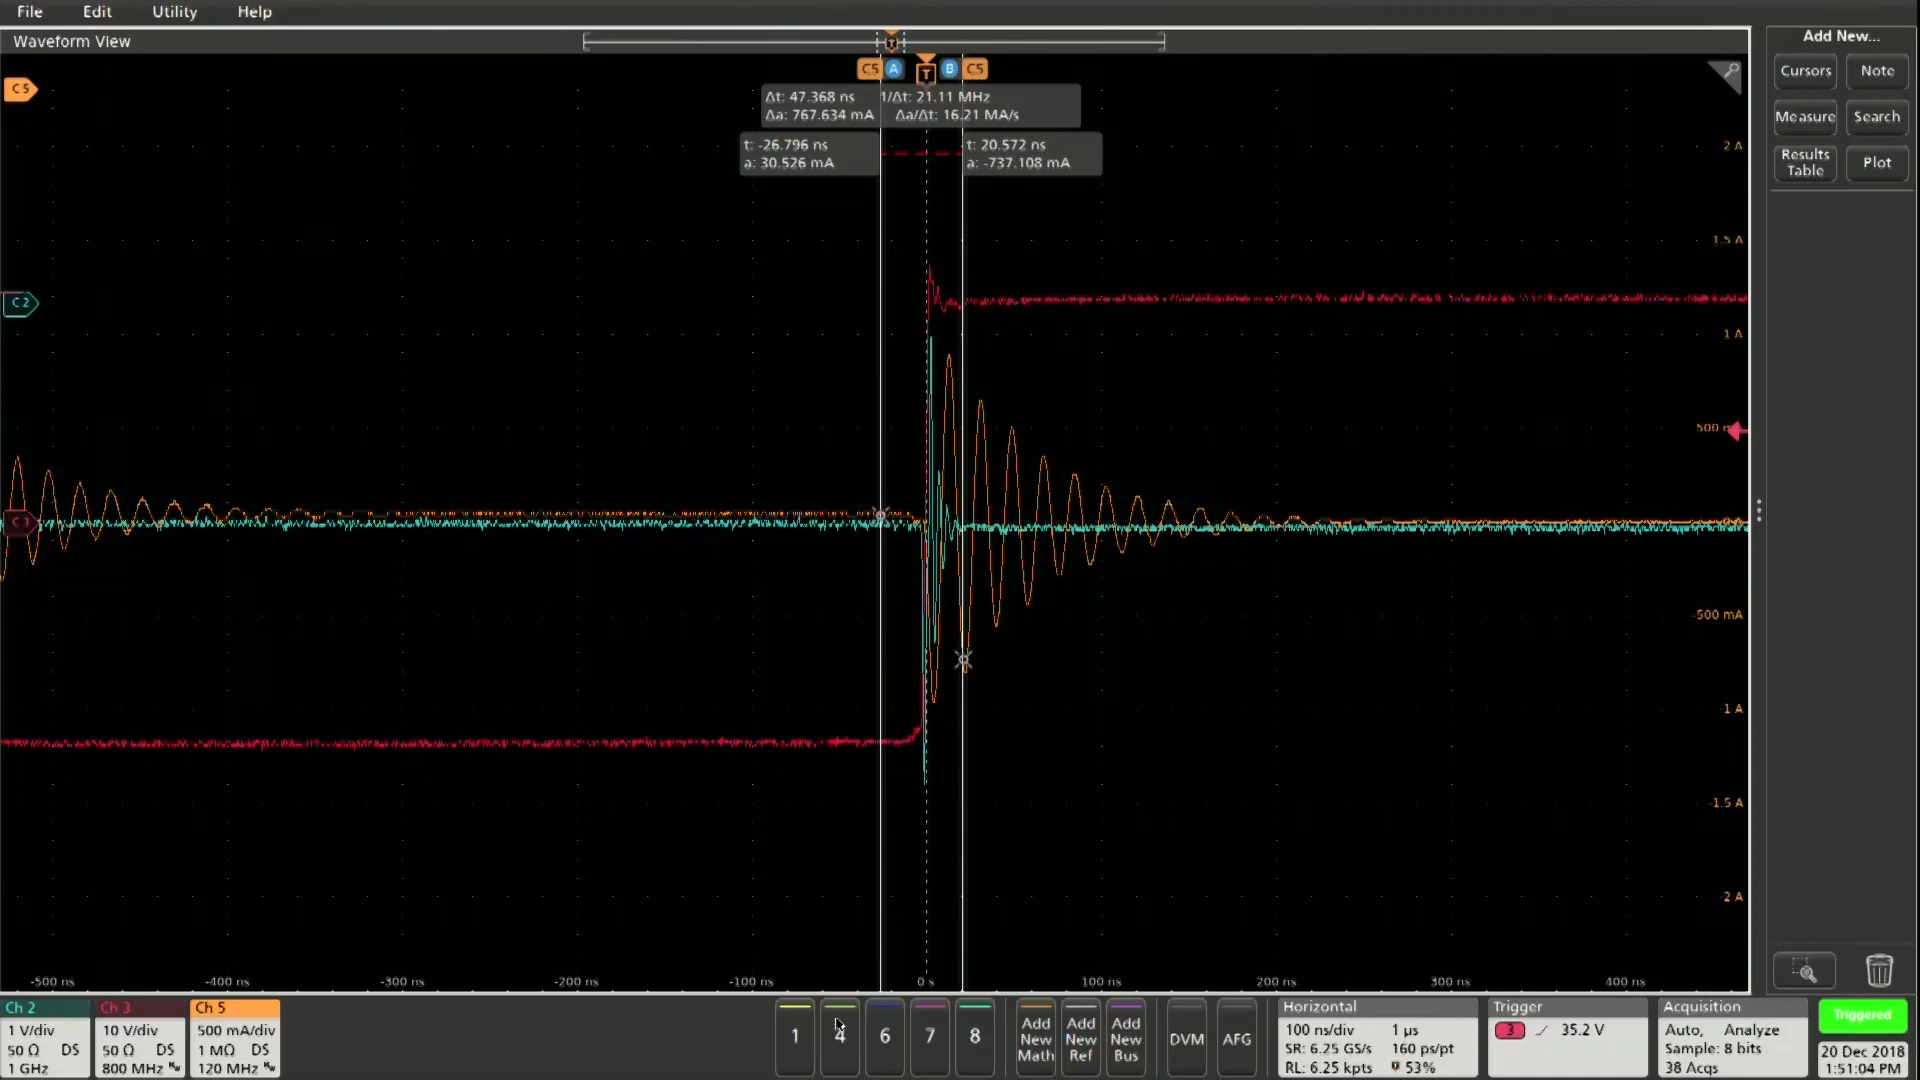 File Edit Utility Help
Waveform View
Add New...
C5 A T B C5
C5
Cursors Note
Δt: 47.368 ns 1/Δt: 21.11 MHz
Δa: 767.634 mA Δa/Δt: 16.21 MA/s
Measure Search
t: -26.796 ns
a: 30.526 mA
t: 20.572 ns
a: -737.108 mA
2 A
Results
Table
Plot
1.5 A
C2
1 A
500 m
C3
0 A
-500 mA
-1 A
-1.5 A
-2 A
-500 ns -400 ns -300 ns -200 ns -100 ns 0 s 100 ns 200 ns 300 ns 400 ns
Ch 2
1 V/div
50 Ω DS
1 GHz
Ch 3
10 V/div
50 Ω DS
800 MHz
Ch 5
500 mA/div
1 MΩ DS
120 MHz
1 4 6 7 8
Add
New
Math
Add
New
Ref
Add
New
Bus
DVM AFG
Horizontal
100 ns/div 1 µs
SR: 6.25 GS/s 160 ps/pt
RL: 6.25 kpts 53%
Trigger
3 35.2 V
Acquisition
Auto, Analyze
Sample: 8 bits
38 Acqs
Triggered
20 Dec 2018
1:51:04 PM